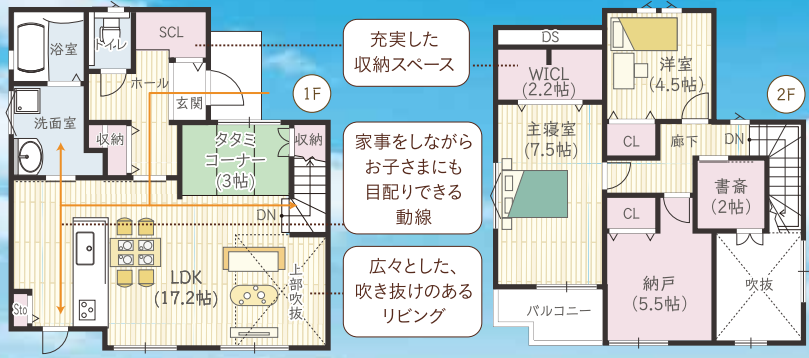 浴室
トイレ
SCL
ホール
玄関
1F
洗面室
収納
タタミ
コーナー
(3帖)
収納
DN
LDK
(17.2帖)
上部吹抜
Sto
充実した
収納スペース
家事をしながら
お子さまにも
目配りできる
動線
広々とした、
吹き抜けのある
リビング
DS
WICL
(2.2帖)
洋室
(4.5帖)
2F
主寝室
(7.5帖)
CL
廊下
DN
書斎
(2帖)
CL
納戸
(5.5帖)
吹抜
バルコニー